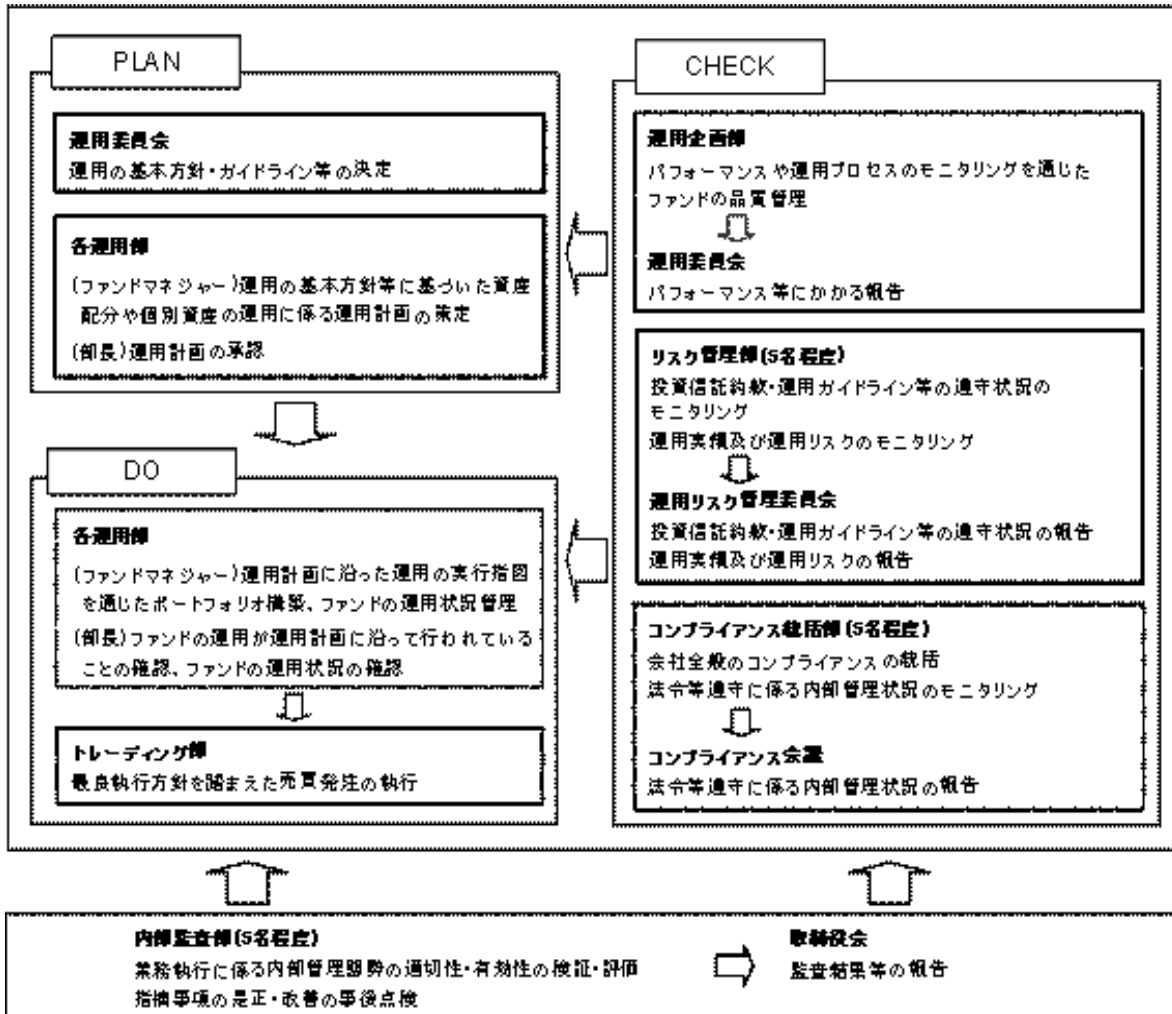 PLAN
運用委員会
運用の基本方針・ガイドライン等の決定
各運用部
(ファンドマネジャー)運用の基本方針等に基づいた資産
配分や個別資産の運用に係る運用計画の策定
(部長)運用計画の承認
DO
各運用部
(ファンドマネジャー)運用計画に沿った運用の実行指図
を通じたポートフォリオ構築、ファンドの運用状況管理
(部長)ファンドの運用が運用計画に沿って行われている
ことの確認、ファンドの運用状況の確認
トレーディング部
最良執行方針を踏まえた売買発注の執行
CHECK
運用企画部
パフォーマンスや運用プロセスのモニタリングを通じた
ファンドの品質管理
運用委員会
パフォーマンス等にかかる報告
リスク管理部(5名程度)
投資信託約款・運用ガイドライン等の遵守状況の
モニタリング
運用実績及び運用リスクのモニタリング
運用リスク管理委員会
投資信託約款・運用ガイドライン等の遵守状況の報告
運用実績及び運用リスクの報告
コンプライアンス統括部(5名程度)
会社全般のコンプライアンスの統括
法令等遵守に係る内部管理状況のモニタリング
コンプライアンス会議
法令等遵守に係る内部管理状況の報告
内部監査部(5名程度)
業務執行に係る内部管理態勢の適切性・有効性の検証・評価
指摘事項の是正・改善の事後点検
取締役会
監査結果等の報告